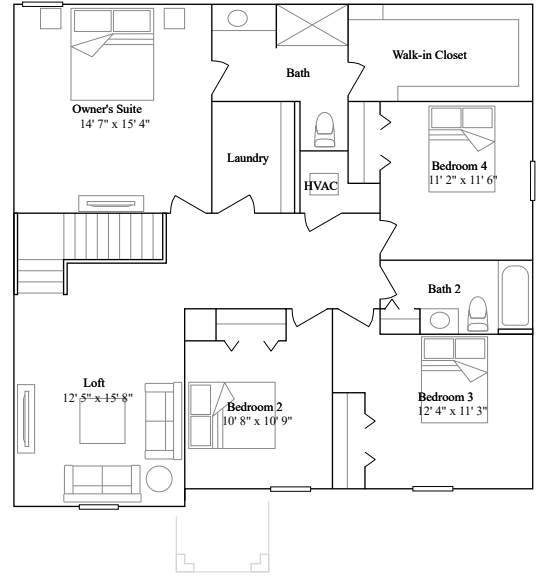 Walk-in Closet
Bath
Owner's Suite
14' 7" x 15' 4"
Laundry
Bedroom 4
11' 2" x 11' 6"
HVAC
Bath 2
Loft
12' 5" x 15' 8"
Bedroom 2
10' 8" x 10' 9"
Bedroom 3
12' 4" x 11' 3"